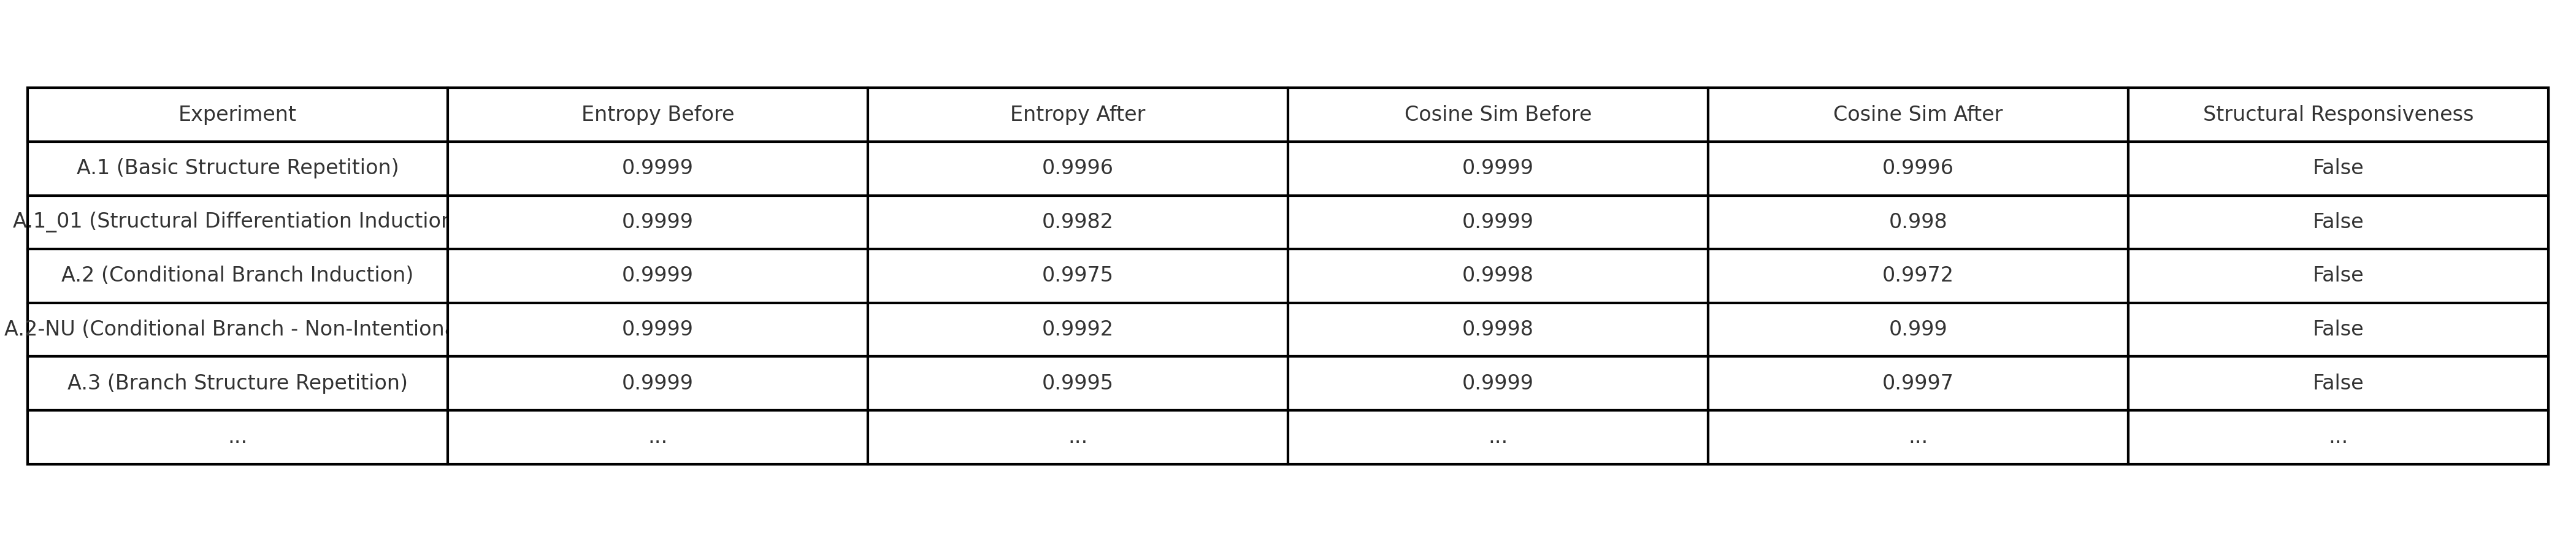 Experiment Entropy Before Entropy After Cosine Sim Before Cosine Sim After Structural Responsiveness
A.1 (Basic Structure Repetition) 0.9999 0.9996 0.9999 0.9996 False
A.1_01 (Structural Differentiation Induction 0.9999 0.9982 0.9999 0.998 False
A.2 (Conditional Branch Induction) 0.9999 0.9975 0.9998 0.9972 False
A.2-NU (Conditional Branch - Non-Intentiona 0.9999 0.9992 0.9998 0.999 False
A.3 (Branch Structure Repetition) 0.9999 0.9995 0.9999 0.9997 False
... ... ... ... ... ...